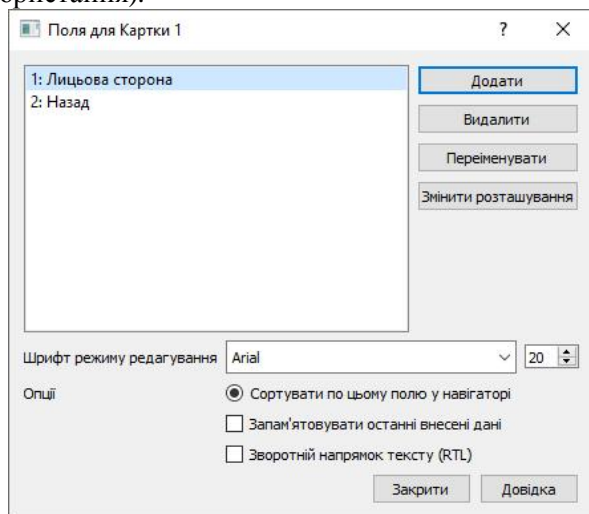 Поля для Картки 1
1: Лицьова сторона
2: Назад
Додати
Видалити
Переіменувати
Змінити розташування
Шрифт режиму редагування Arial 20
Опції Сортувати по цьому полю у навігаторі
Запам'ятовувати останні внесені дані
Зворотній напрямок тексту (RTL)
Закрити Довідка